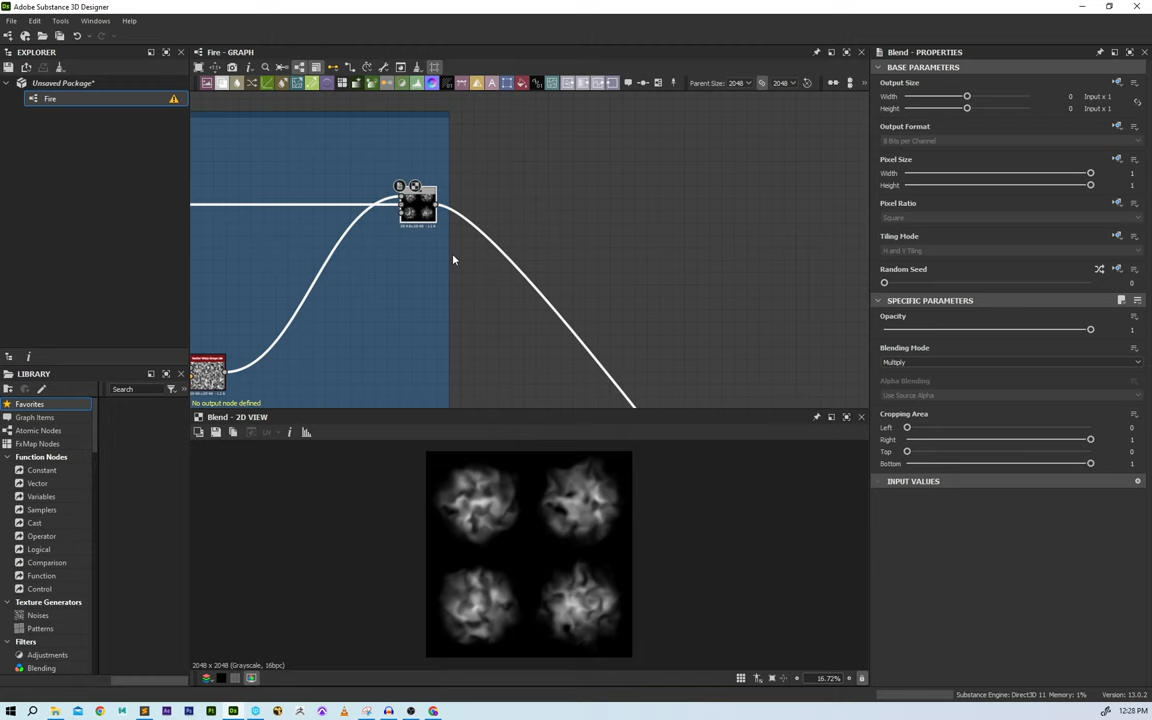 Adobe Substance 3D Designer
File Edit Tools Windows Help
EXPLORER
Unsaved Package*
Fire
Fire - GRAPH
Parent Size: 2048 2048
No output node defined
Blend - 2D VIEW
2048 x 2048 (Grayscale, 16bpc)
16.72%
LIBRARY
Search
Favorites
Graph Items
Atomic Nodes
FxMap Nodes
Function Nodes
Constant
Vector
Variables
Samplers
Cast
Operator
Logical
Comparison
Function
Control
Texture Generators
Noises
Patterns
Filters
Adjustments
Blending
Blend - PROPERTIES
BASE PARAMETERS
Output Size
Width 0 Input x 1
Height 0 Input x 1
Output Format
8 Bits per Channel
Pixel Size
Width 1
Height 1
Pixel Ratio
Square
Tiling Mode
H and V Tiling
Random Seed
0
SPECIFIC PARAMETERS
Opacity
1
Blending Mode
Multiply
Alpha Blending
Use Source Alpha
Cropping Area
Left 0
Right 1
Top 0
Bottom 1
INPUT VALUES
Substance Engine: Direct3D 11 Memory: 1% Version: 13.0.2
12:28 PM